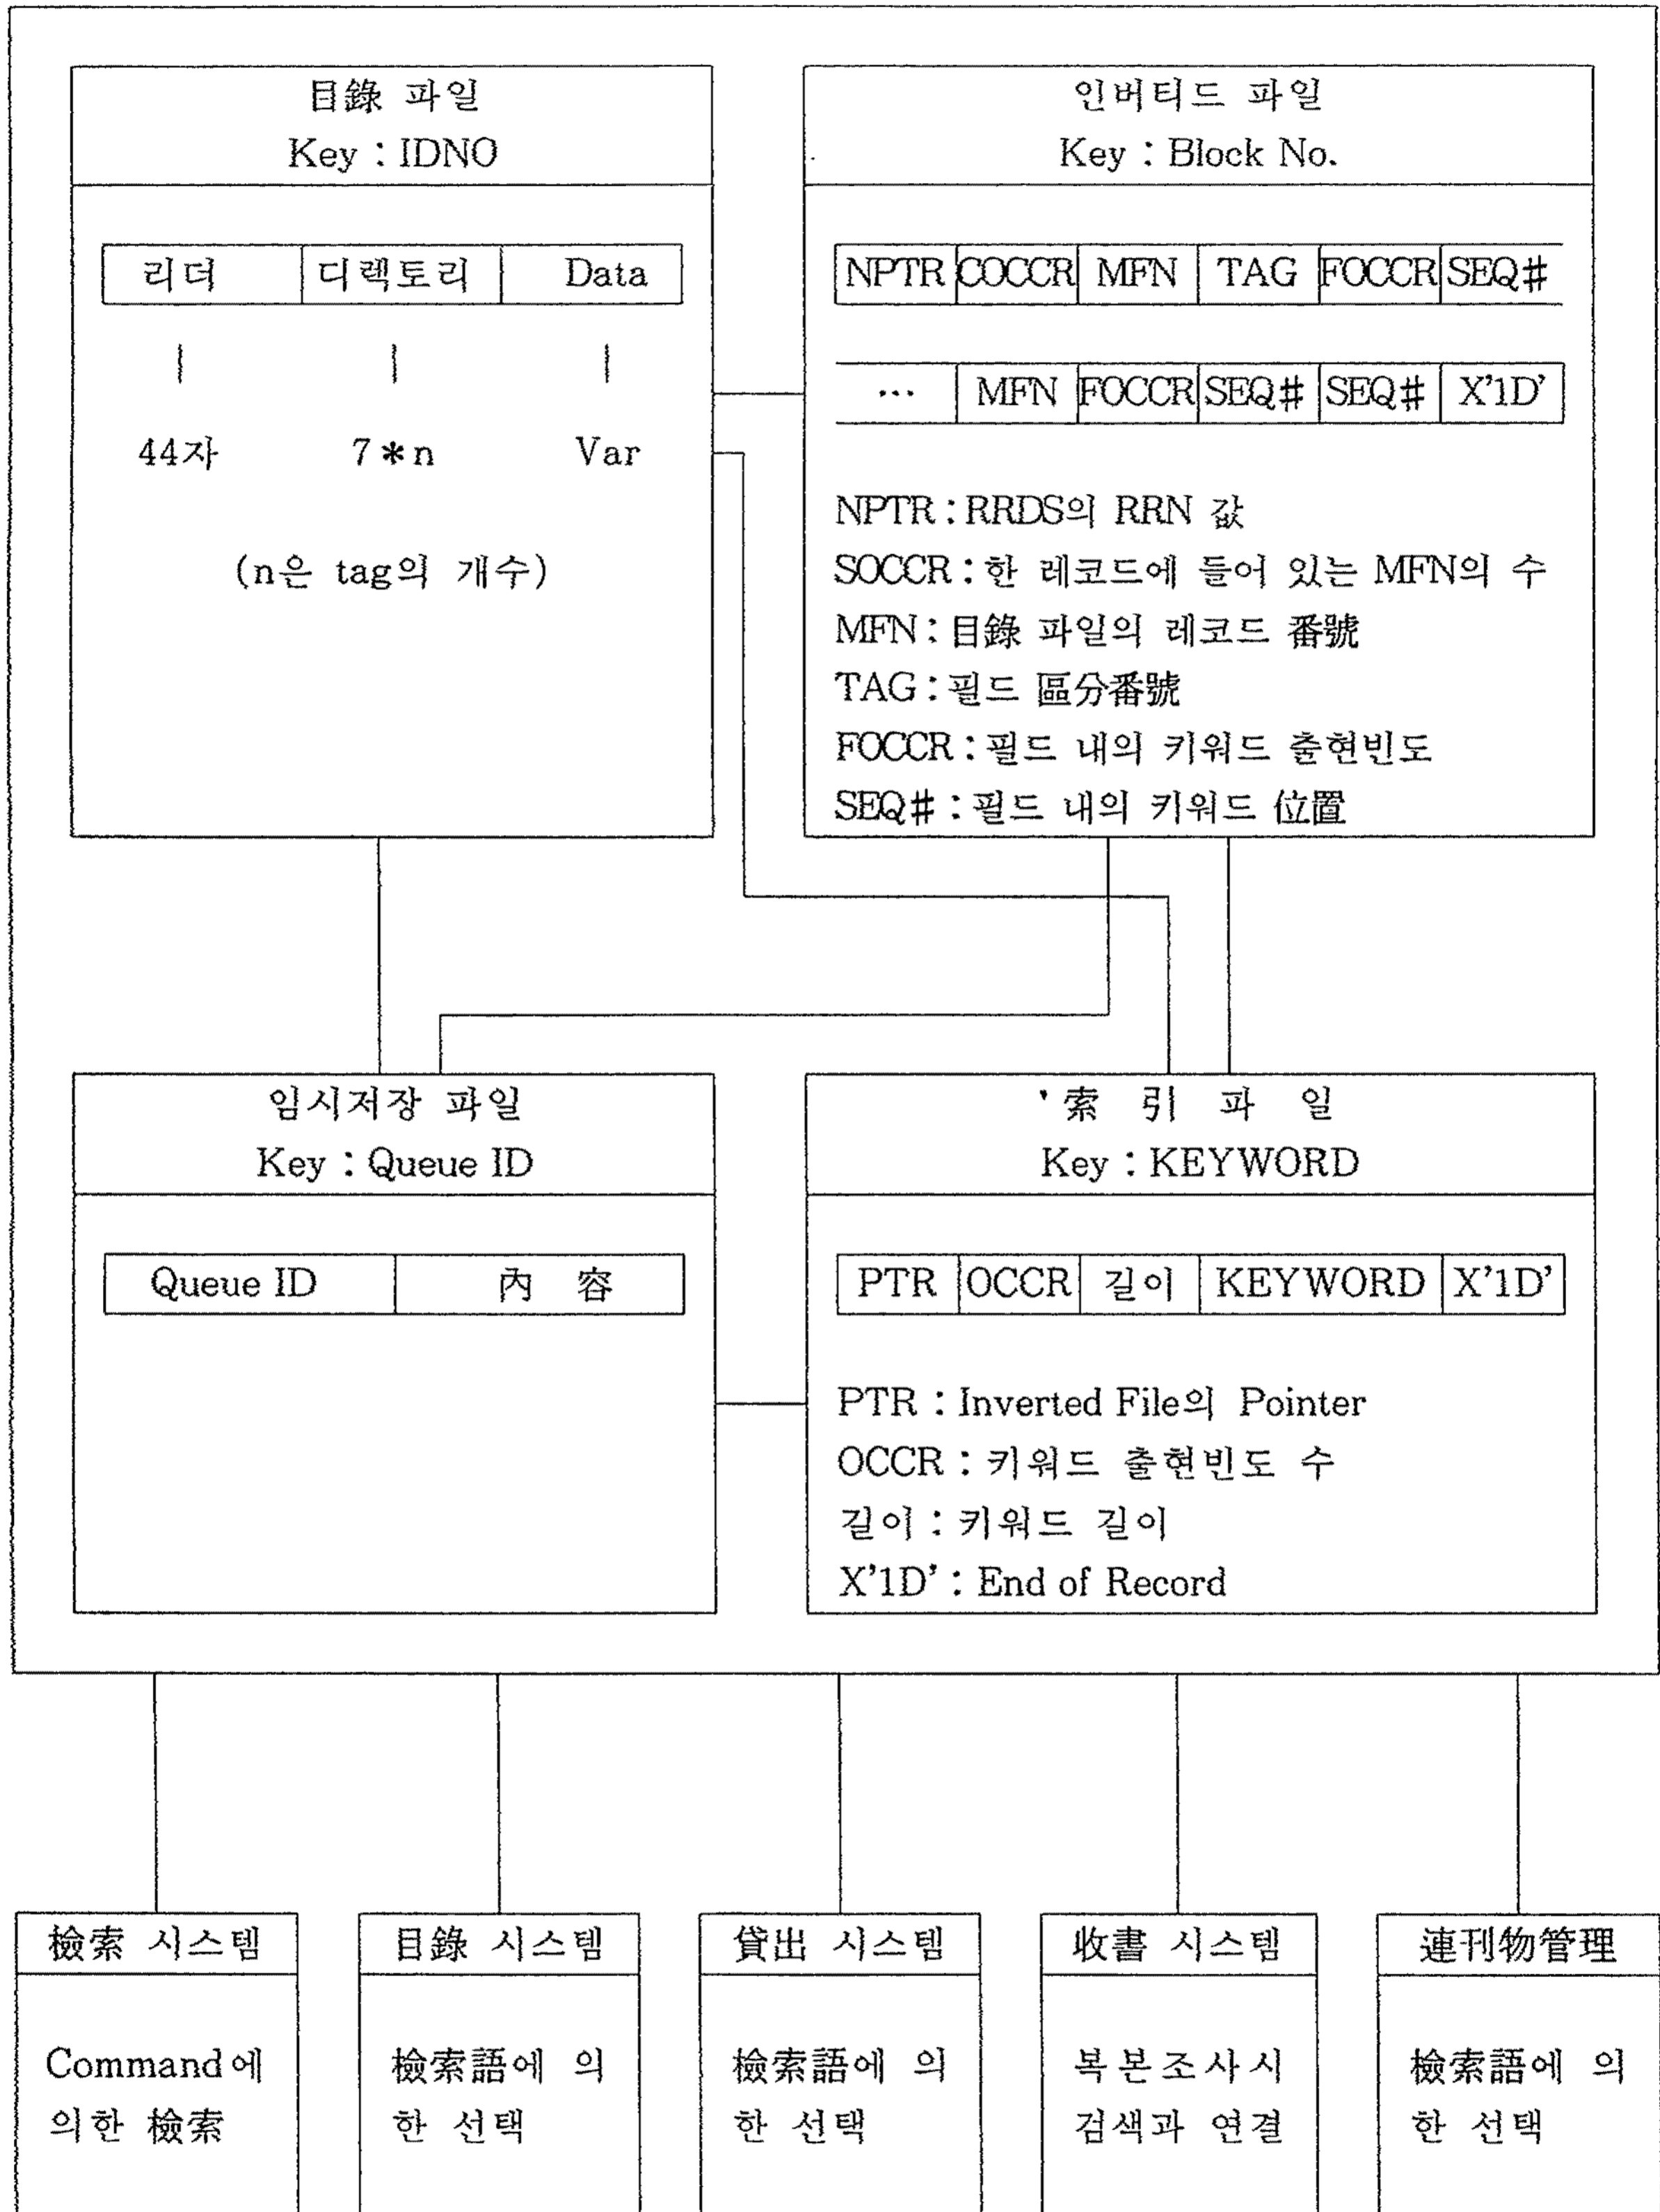 目錄 파일
Key : IDNO
리더 디렉토리 Data
44자 7*n Var
(n은 tag의 개수)
인버티드 파일
Key : Block No.
NPTR COCCR MFN TAG FOCCR SEQ#
… MFN FOCCR SEQ# SEQ# X'1D'
NPTR : RRDS의 RRN 값
SOCCR : 한 레코드에 들어 있는 MFN의 수
MFN : 目錄 파일의 레코드 番號
TAG : 필드 區分番號
FOCCR : 필드 내의 키워드 출현빈도
SEQ# : 필드 내의 키워드 位置
임시저장 파일
Key : Queue ID
Queue ID 內 容
索 引 파 일
Key : KEYWORD
PTR OCCR 길이 KEYWORD X'1D'
PTR : Inverted File의 Pointer
OCCR : 키워드 출현빈도 수
길이 : 키워드 길이
X'1D' : End of Record
檢索 시스템
Command에
의한 檢索
目錄 시스템
檢索語에 의
한 선택
貸出 시스템
檢索語에 의
한 선택
收書 시스템
복본조사시
검색과 연결
連刊物管理
檢索語에 의
한 선택